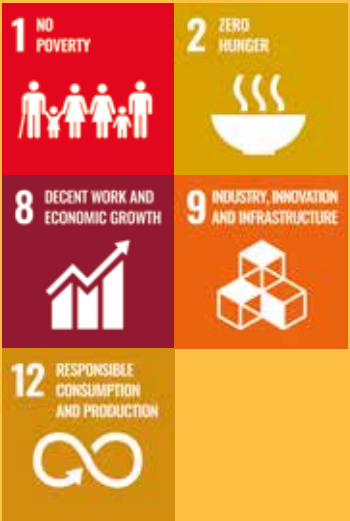 1 NO
POVERTY
2 ZERO
HUNGER
8 DECENT WORK AND
ECONOMIC GROWTH
9 INDUSTRY, INNOVATION
AND INFRASTRUCTURE
12 RESPONSIBLE
CONSUMPTION
AND PRODUCTION